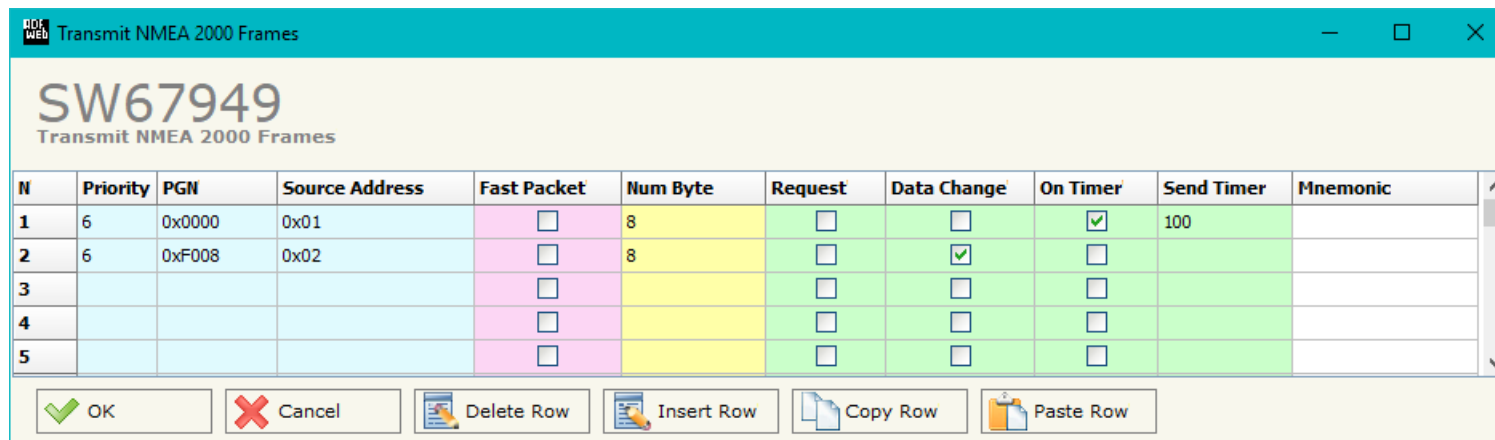 ADF WEB Transmit NMEA 2000 Frames
SW67949
Transmit NMEA 2000 Frames
N Priority PGN Source Address Fast Packet Num Byte Request Data Change On Timer Send Timer Mnemonic
1 6 0x0000 0x01 8 100
2 6 0xF008 0x02 8
3
4
5
OK Cancel Delete Row Insert Row Copy Row Paste Row